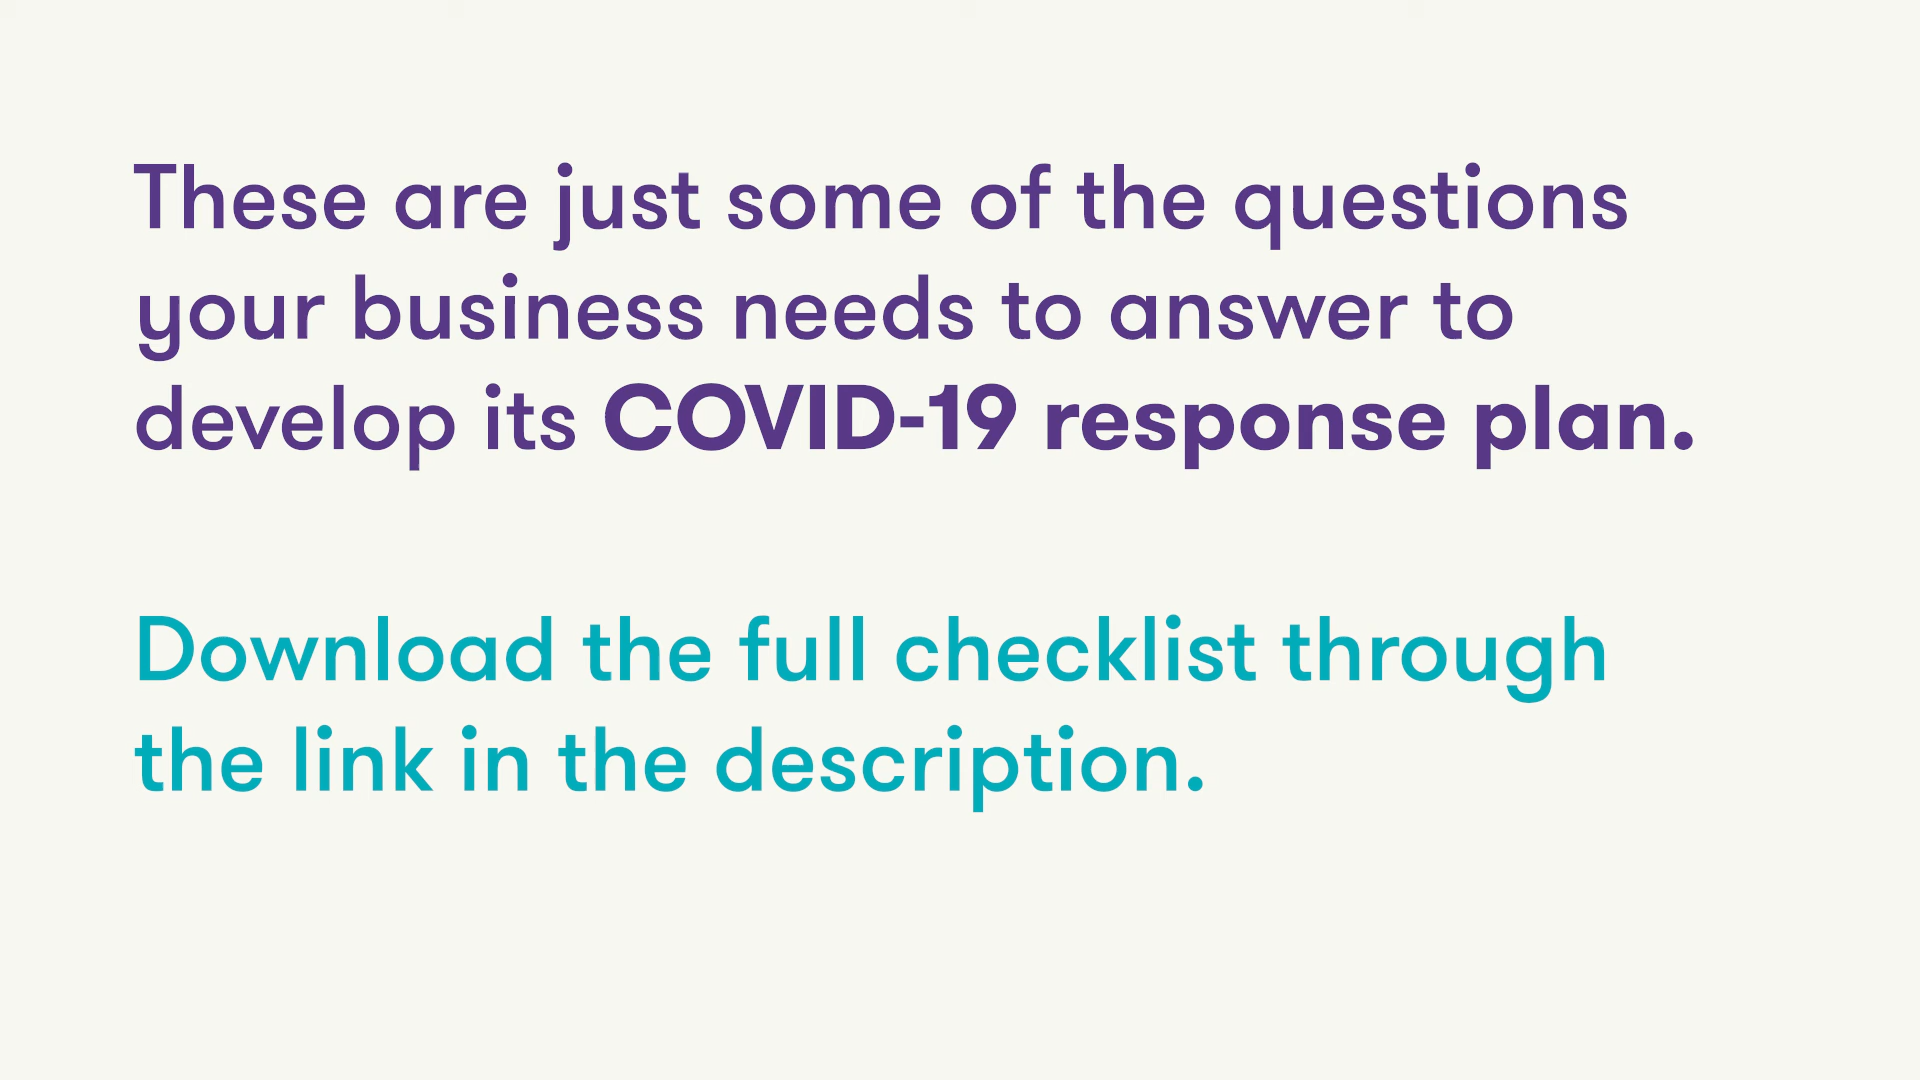 These are just some of the questions
your business needs to answer to
develop its COVID-19 response plan.
Download the full checklist through
the link in the description.